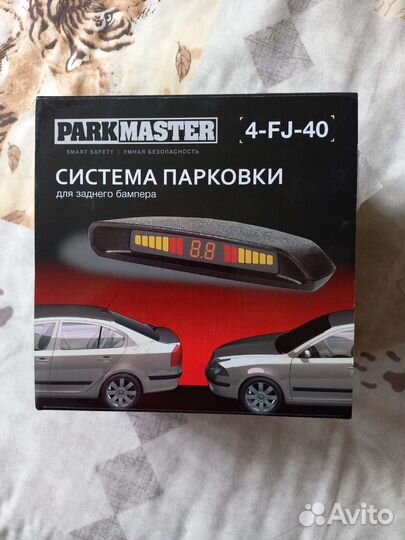 PARKMASTER [4-FJ-40]
SMART SAFETY | УМНАЯ БЕЗОПАСНОСТЬ
СИСТЕМА ПАРКОВКИ
для заднего бампера
8.8
Avito